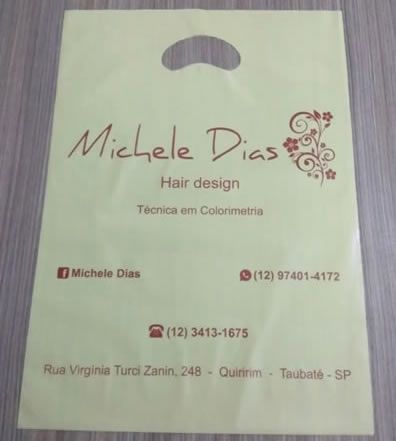 Michele Dias
Hair design
Técnica em Colorimetria
Michele Dias (12) 97401-4172
(12) 3413-1675
Rua Virgínia Turci Zanin, 248 - Quiririm - Taubaté - SP